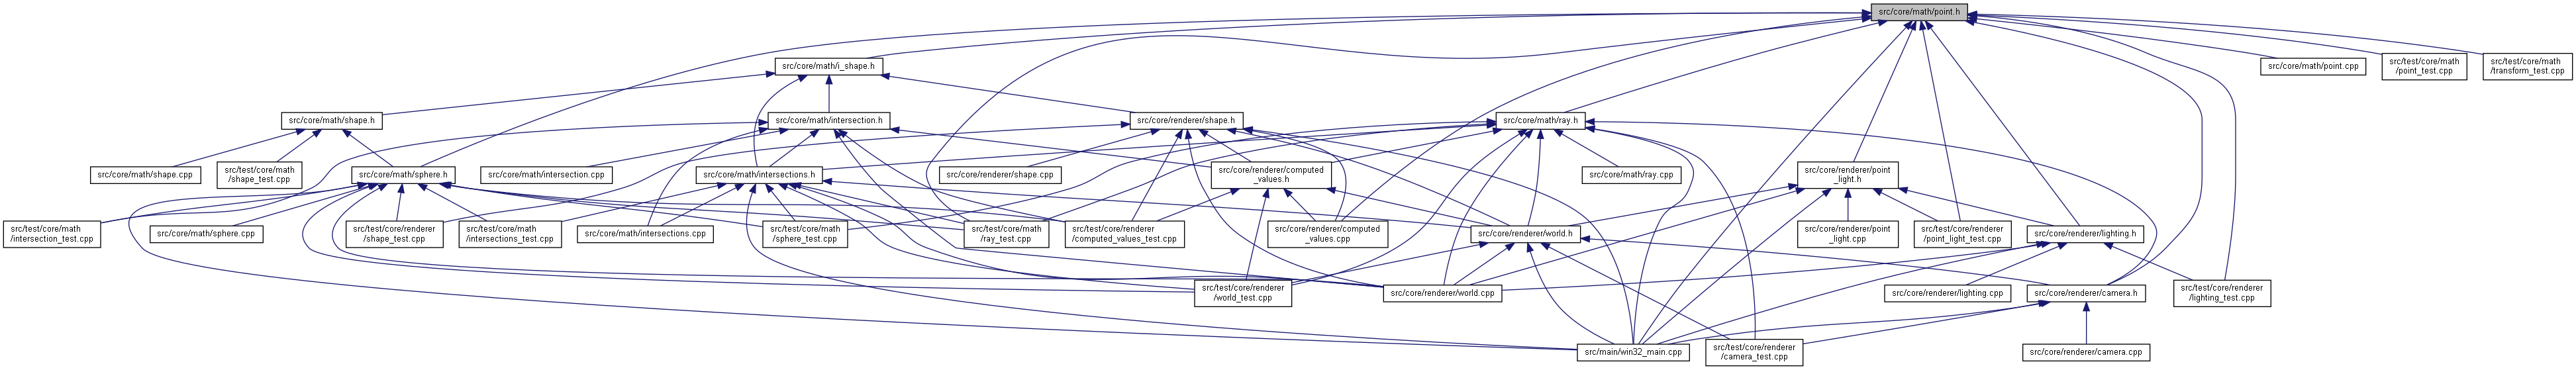 src/core/math/point.h
src/core/math/i_shape.h
src/core/math/point.cpp
src/test/core/math
/point_test.cpp
src/test/core/math
/transform_test.cpp
src/core/math/shape.h
src/core/math/intersection.h
src/core/renderer/shape.h
src/core/math/ray.h
src/core/math/shape.cpp
src/test/core/math
/shape_test.cpp
src/core/math/sphere.h
src/core/math/intersection.cpp
src/core/math/intersections.h
src/core/renderer/shape.cpp
src/core/renderer/computed
_values.h
src/core/math/ray.cpp
src/core/renderer/point
_light.h
src/test/core/math
/intersection_test.cpp
src/core/math/sphere.cpp
src/test/core/renderer
/shape_test.cpp
src/test/core/math
/intersections_test.cpp
src/core/math/intersections.cpp
src/test/core/math
/sphere_test.cpp
src/test/core/math
/ray_test.cpp
src/test/core/renderer
/computed_values_test.cpp
src/core/renderer/computed
_values.cpp
src/core/renderer/world.h
src/core/renderer/point
_light.cpp
src/test/core/renderer
/point_light_test.cpp
src/core/renderer/lighting.h
src/test/core/renderer
/world_test.cpp
src/core/renderer/world.cpp
src/core/renderer/lighting.cpp
src/core/renderer/camera.h
src/test/core/renderer
/lighting_test.cpp
src/main/win32_main.cpp
src/test/core/renderer
/camera_test.cpp
src/core/renderer/camera.cpp